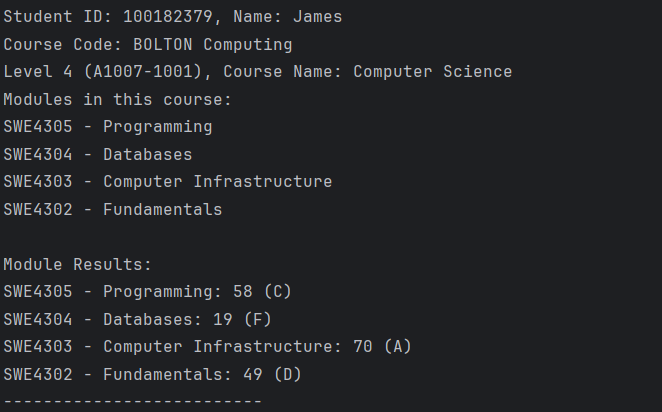 Student ID: 100182379, Name: James
Course Code: BOLTON Computing
Level 4 (A1007-1001), Course Name: Computer Science
Modules in this course:
SWE4305 - Programming
SWE4304 - Databases
SWE4303 - Computer Infrastructure
SWE4302 - Fundamentals

Module Results:
SWE4305 - Programming: 58 (C)
SWE4304 - Databases: 19 (F)
SWE4303 - Computer Infrastructure: 70 (A)
SWE4302 - Fundamentals: 49 (D)
--------------------------